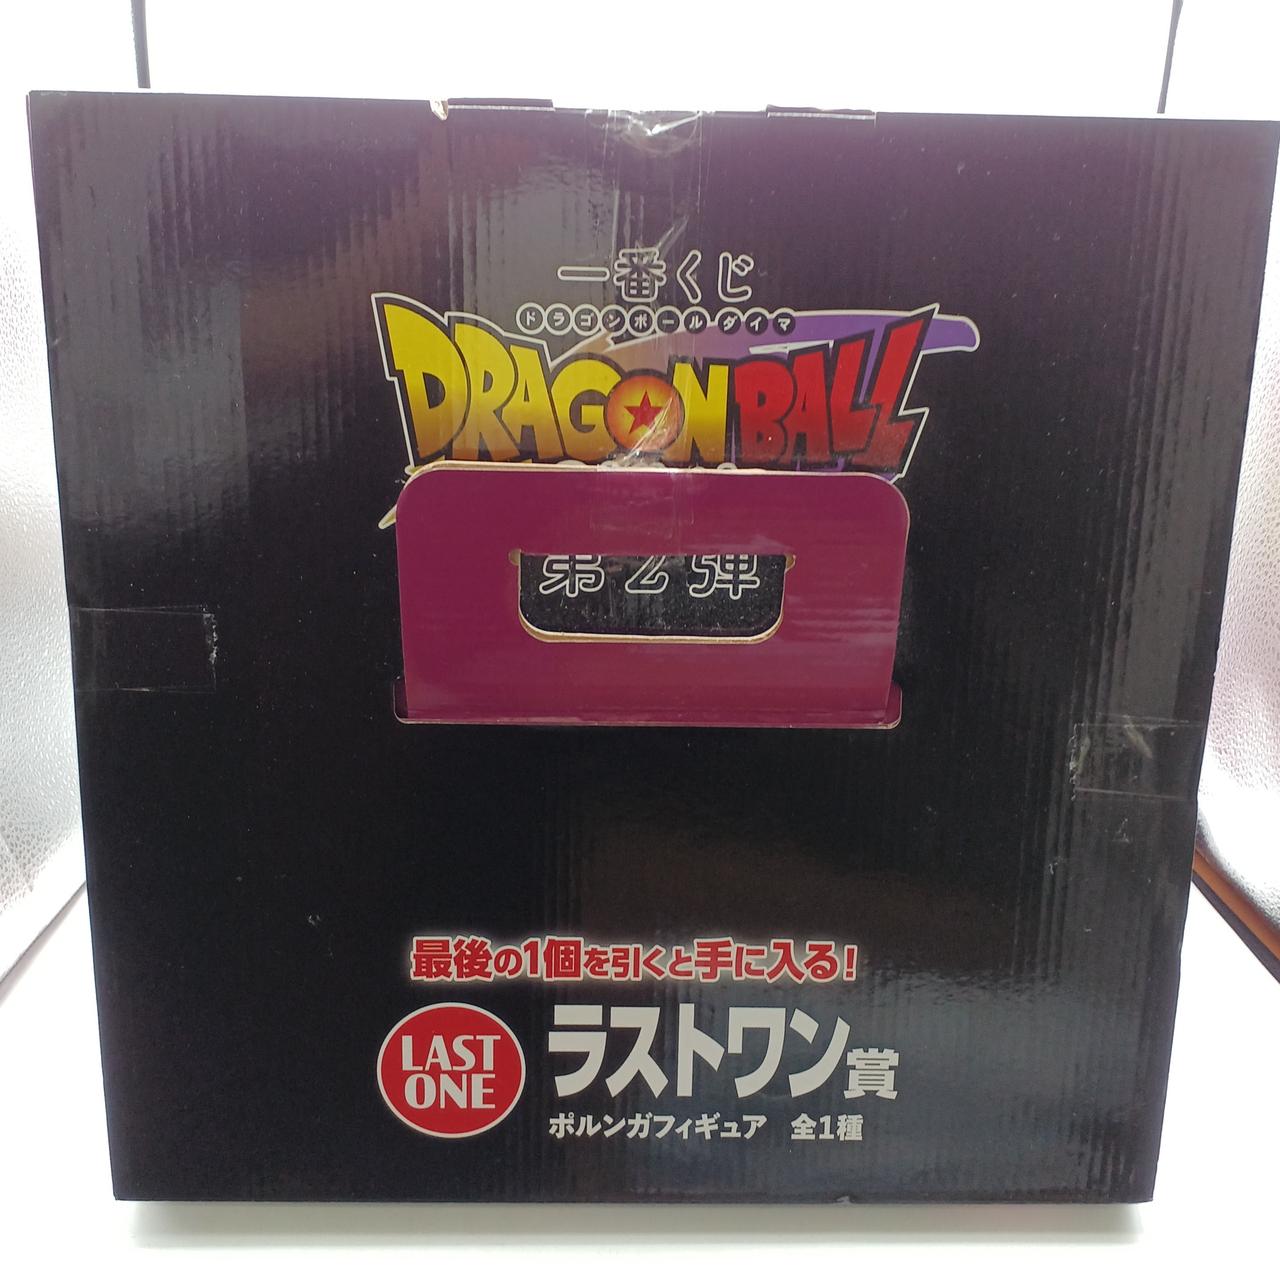 一番くじ
ドラゴンボールダイマ
DRAGONBALL
第2弾
最後の1個を引くと手に入る!
LAST
ONE
ラストワン賞
ポルンガフィギュア 全1種